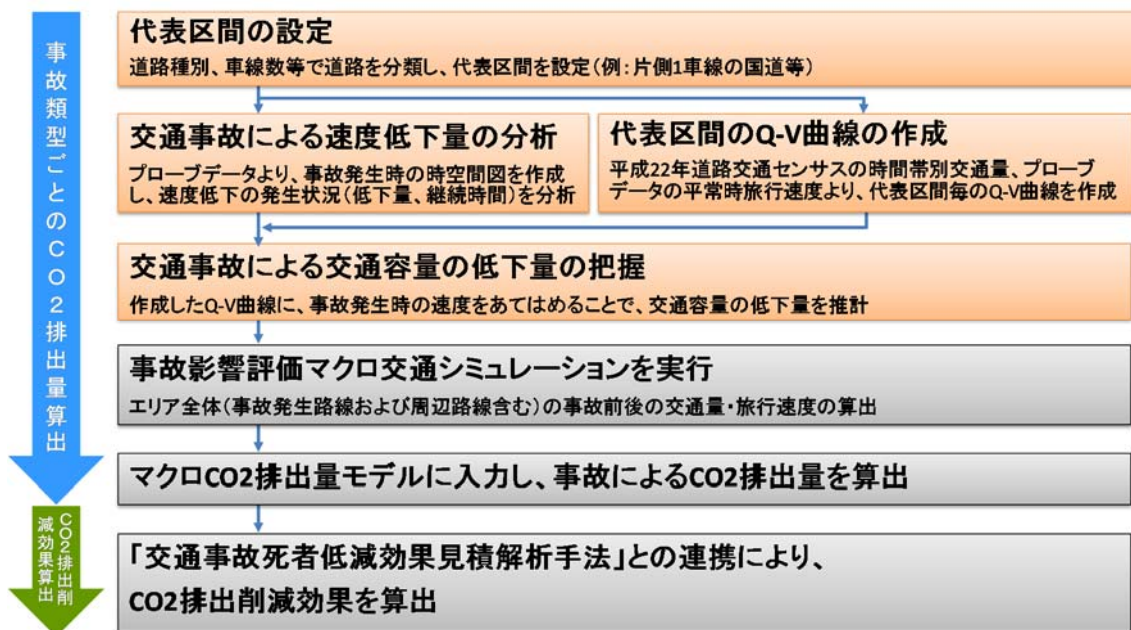 事故類型ごとのCO2排出量算出
代表区間の設定
道路種別、車線数等で道路を分類し、代表区間を設定(例:片側1車線の国道等)
交通事故による速度低下量の分析
プローブデータより、事故発生時の時空間図を作成
し、速度低下の発生状況(低下量、継続時間)を分析
代表区間のQ-V曲線の作成
平成22年道路交通センサスの時間帯別交通量、プローブ
データの平常時旅行速度より、代表区間毎のQ-V曲線を作成
交通事故による交通容量の低下量の把握
作成したQ-V曲線に、事故発生時の速度をあてはめることで、交通容量の低下量を推計
事故影響評価マクロ交通シミュレーションを実行
エリア全体(事故発生路線および周辺路線含む)の事故前後の交通量・旅行速度の算出
マクロCO2排出量モデルに入力し、事故によるCO2排出量を算出
CO2排出削
減効果算出
「交通事故死者低減効果見積解析手法」との連携により、
CO2排出削減効果を算出